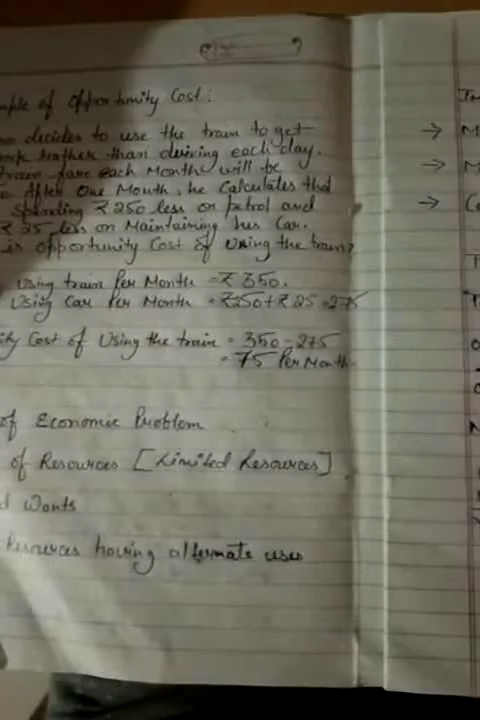 mple of Opportunity Cost:
decides to use the train to get
rather than driving each day.
train fare each Month will be
After One Month, he Calculates that
Spending ₹250 less on petrol and
₹25 less on Maintaining his Car.
is opportunity Cost of Using the train?
Using train Per Month = ₹350.
Using Car Per Month = ₹250+₹25=275
ity Cost of Using the train = 350-275
= 75 Per Month
of Economic Problem
of Resources [Limited Resources]
d Wants
Resources having alternate uses
→ M
→ M